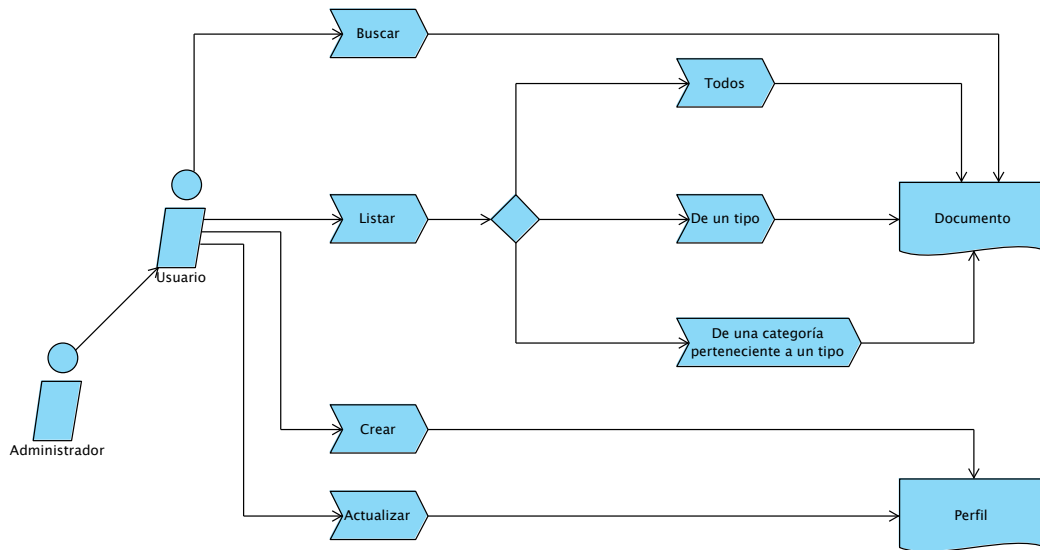 Buscar
Todos
Listar
De un tipo
Documento
Usuario
De una categoría
perteneciente a un tipo
Crear
Administrador
Actualizar
Perfil